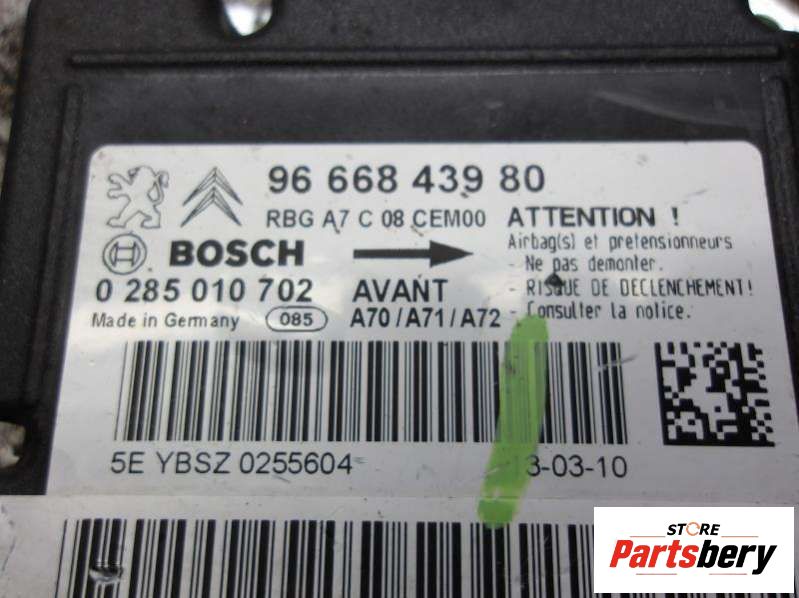 96 668 439 80
RBG A7 C 08 CEM00
ATTENTION !
Airbag(s) et pretensionneurs
- Ne pas demonter.
- RISQUE DE DECLENCHEMENT!
- Consulter la notice.
BOSCH
0 285 010 702
AVANT
Made in Germany
085
A70/A71/A72
5E YBSZ 0255604
13-03-10
STORE
Partsbery